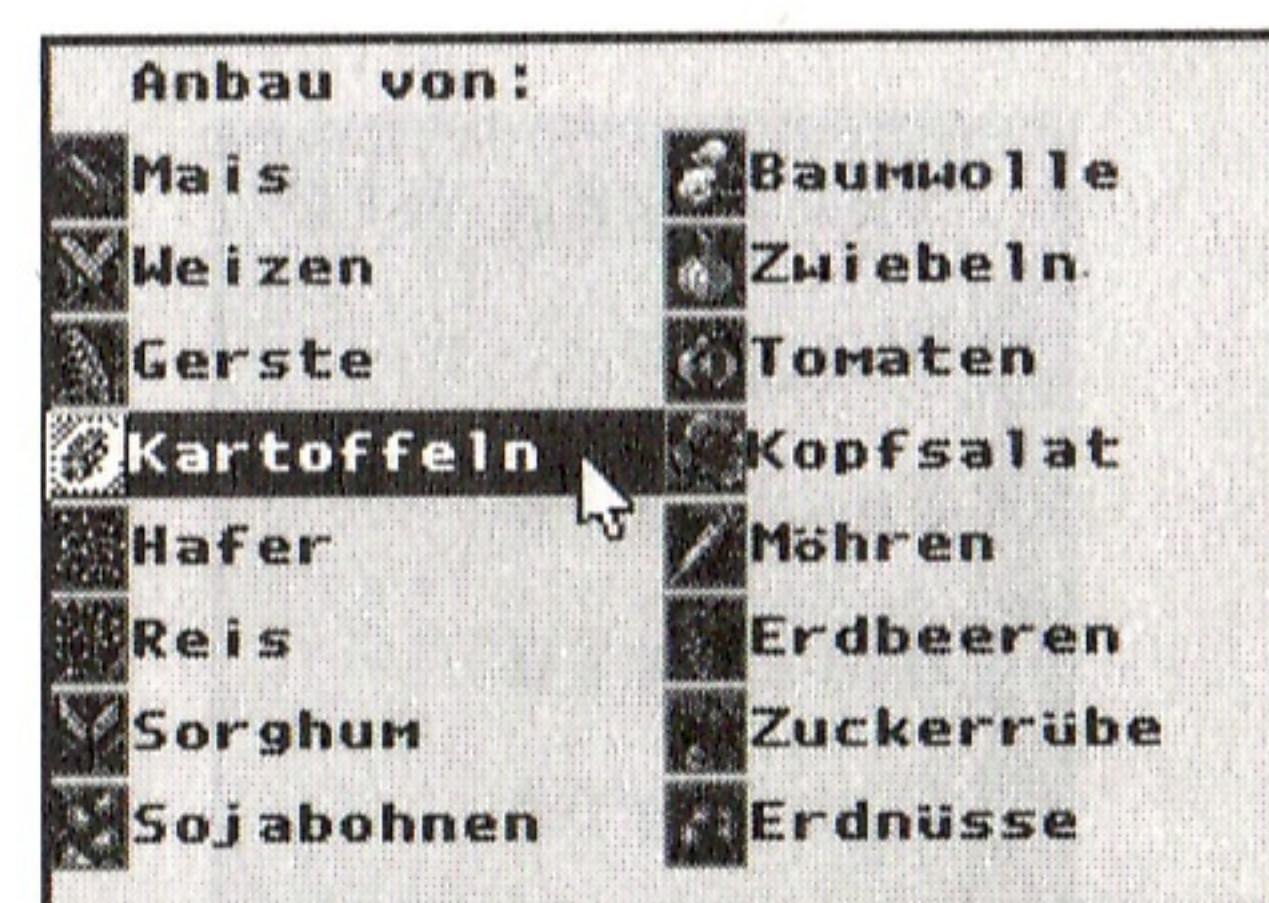 Anbau von:
Mais
Weizen
Gerste
Kartoffeln
Hafer
Reis
Sorghum
Sojabohnen
Baumwolle
Zwiebeln
Tomaten
Kopfsalat
Möhren
Erdbeeren
Zuckerrübe
Erdnüsse